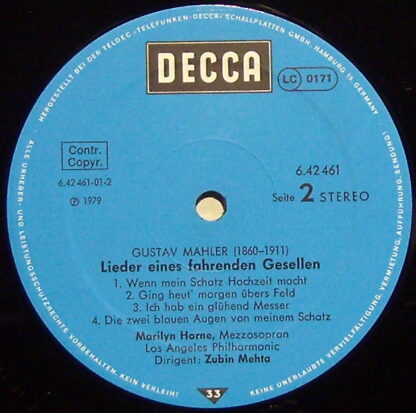 HERGESTELLT BEI DER TELDEC »TELEFUNKEN-DECCA« SCHALLPLATTEN GMBH, HAMBURG 19, GERMANY
DECCA
LC 0171
Contr.
Copyr.
6.42 461-01-2
Ⓟ 1979
6.42 461
Seite 2 STEREO
GUSTAV MAHLER (1860–1911)
Lieder eines fahrenden Gesellen
1. Wenn mein Schatz Hochzeit macht
2. Ging heut' morgen übers Feld
3. Ich hab ein glühend Messer
4. Die zwei blauen Augen von meinem Schatz
Marilyn Horne, Mezzosopran
Los Angeles Philharmonic
Dirigent: Zubin Mehta
33
ALLE URHEBER- UND LEISTUNGSSCHUTZRECHTE VORBEHALTEN. KEIN VERLEIH!
KEINE UNERLAUBTE VERVIELFÄLTIGUNG, VERMIETUNG, AUFFÜHRUNG, SENDUNG!